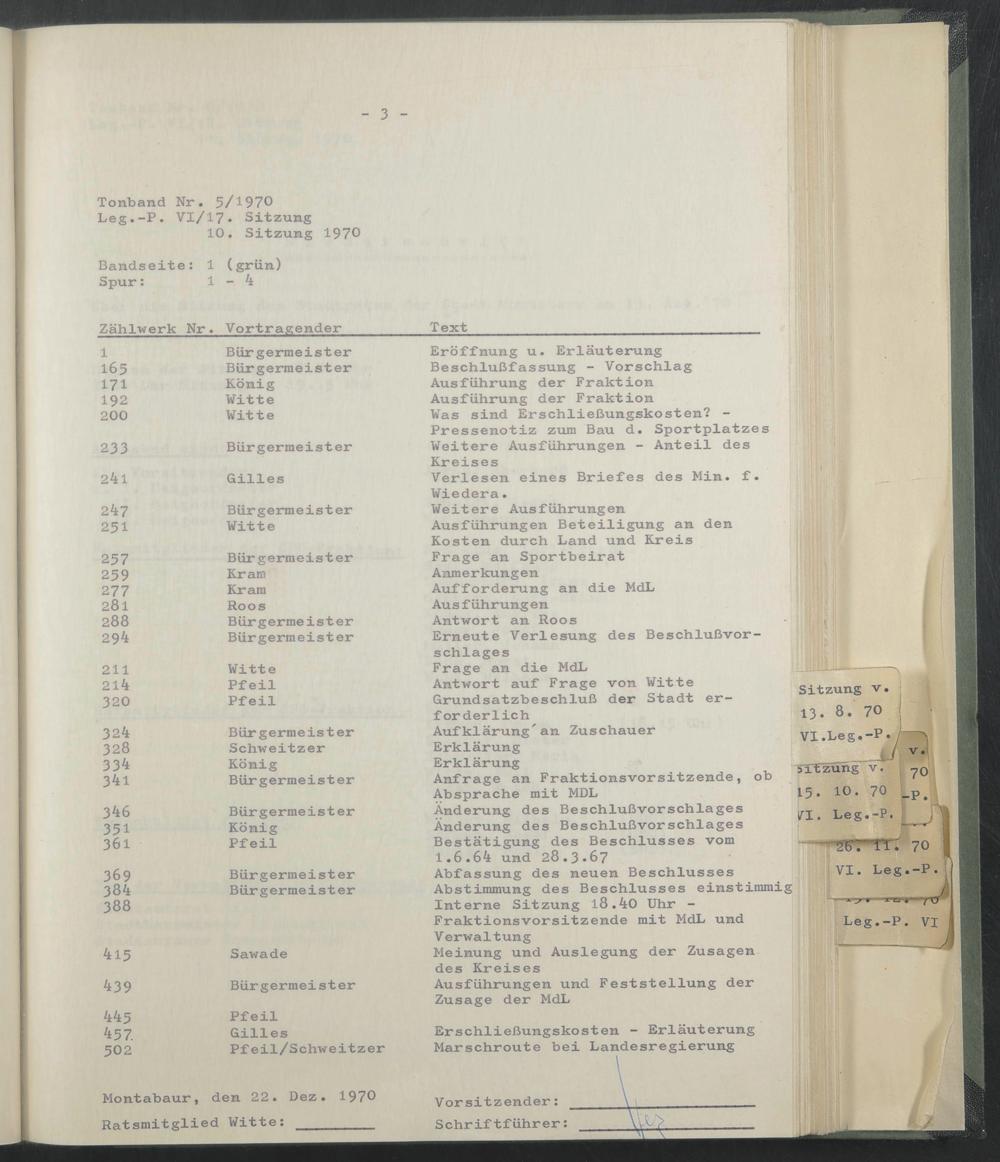 - 3 -
Tonband Nr. 5/1970
Leg.-P. VI/17. Sitzung
10. Sitzung 1970
Bandseite: 1 (grün)
Spur: 1 - 4
Zählwerk Nr. Vortragender Text
1 Bürgermeister Eröffnung u. Erläuterung
165 Bürgermeister Beschlußfassung - Vorschlag
171 König Ausführung der Fraktion
192 Witte Ausführung der Fraktion
200 Witte Was sind Erschließungskosten? -
Pressenotiz zum Bau d. Sportplatzes
233 Bürgermeister Weitere Ausführungen - Anteil des
Kreises
241 Gilles Verlesen eines Briefes des Min. f.
Wiedera.
247 Bürgermeister Weitere Ausführungen
251 Witte Ausführungen Beteiligung an den
Kosten durch Land und Kreis
257 Bürgermeister Frage an Sportbeirat
259 Kram Anmerkungen
277 Kram Aufforderung an die MdL
281 Roos Ausführungen
288 Bürgermeister Antwort an Roos
294 Bürgermeister Erneute Verlesung des Beschlußvor-
schlages
211 Witte Frage an die MdL
214 Pfeil Antwort auf Frage von Witte
320 Pfeil Grundsatzbeschluß der Stadt er-
forderlich
324 Bürgermeister Aufklärung an Zuschauer
328 Schweitzer Erklärung
334 König Erklärung
341 Bürgermeister Anfrage an Fraktionsvorsitzende, ob
Absprache mit MDL
346 Bürgermeister Änderung des Beschlußvorschlages
351 König Änderung des Beschlußvorschlages
361 Pfeil Bestätigung des Beschlusses vom
1.6.64 und 28.3.67
369 Bürgermeister Abfassung des neuen Beschlusses
384 Bürgermeister Abstimmung des Beschlusses einstimmig
388 Interne Sitzung 18.40 Uhr -
Fraktionsvorsitzende mit MdL und
Verwaltung
415 Sawade Meinung und Auslegung der Zusagen
des Kreises
439 Bürgermeister Ausführungen und Feststellung der
Zusage der MdL
445 Pfeil
457 Gilles Erschließungskosten - Erläuterung
502 Pfeil/Schweitzer Marschroute bei Landesregierung
Montabaur, den 22. Dez. 1970
Vorsitzender:
Ratsmitglied Witte:
Schriftführer:
Sitzung v.
13. 8. 70
VI.Leg.-P.
v.
70
-P.
Sitzung v.
15. 10. 70
VI. Leg.-P.
26. 11. 70
VI. Leg.-P.
Leg.-P. VI